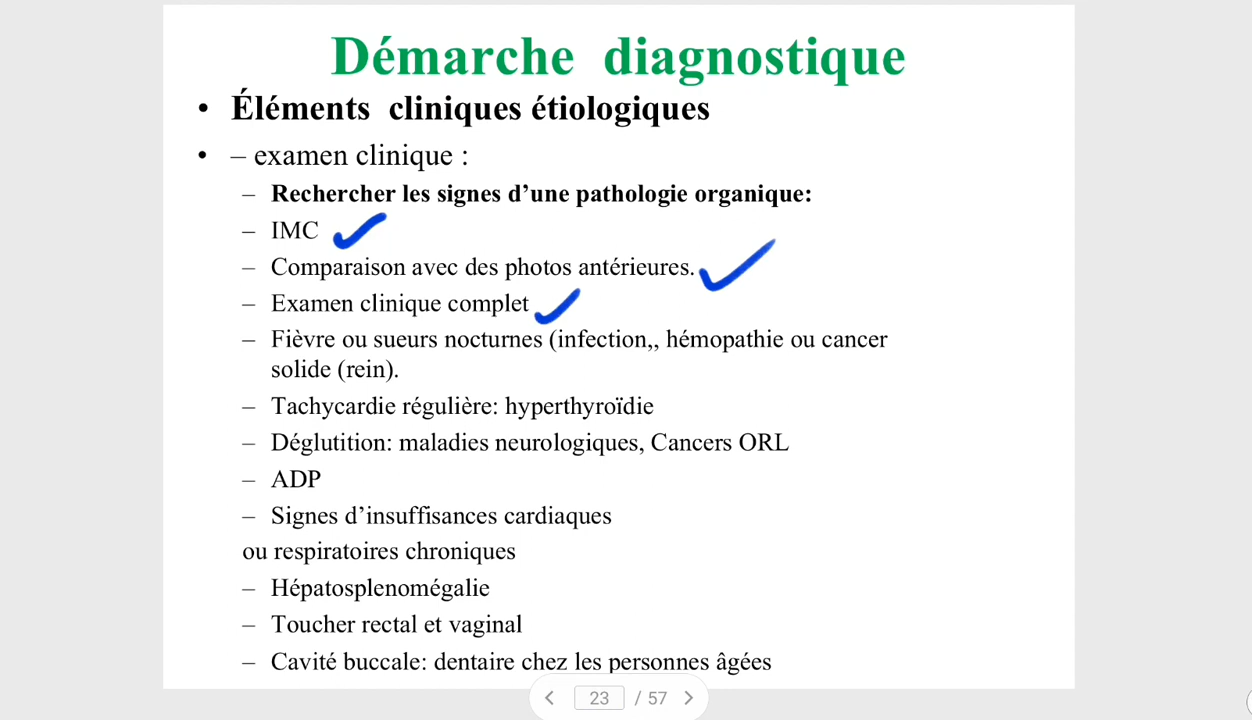 Démarche diagnostique
• Éléments cliniques étiologiques
• – examen clinique :
– Rechercher les signes d’une pathologie organique:
– IMC
– Comparaison avec des photos antérieures.
– Examen clinique complet
– Fièvre ou sueurs nocturnes (infection,, hémopathie ou cancer
solide (rein).
– Tachycardie régulière: hyperthyroïdie
– Déglutition: maladies neurologiques, Cancers ORL
– ADP
– Signes d’insuffisances cardiaques
ou respiratoires chroniques
– Hépatosplenomégalie
– Toucher rectal et vaginal
– Cavité buccale: dentaire chez les personnes âgées
23 / 57